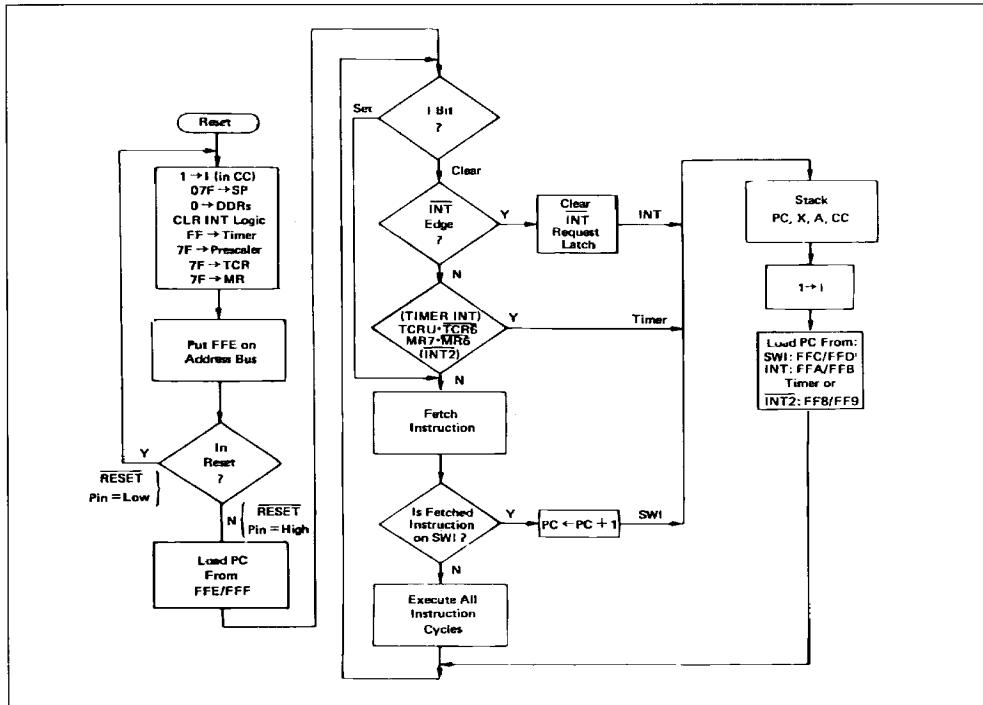 Reset
1→I (in CC)
07F→SP
0→DDRs
CLR INT Logic
FF→Timer
7F→Prescaler
7F→TCR
7F→MR
Put FFE on
Address Bus
In
Reset
?
Y
RESET
Pin = Low
N
RESET
Pin = High
Load PC
From
FFE/FFF
I Bit
?
Set
Clear
INT
Edge
?
Y
Clear
INT
Request
Latch
INT
N
(TIMER INT)
TCRU•TCR6
MR7•MR6
(INT2)
Y
Timer
N
Fetch
Instruction
Is Fetched
Instruction
on SWI ?
Y
PC ← PC + 1
SWI
N
Execute All
Instruction
Cycles
Stack
PC, X, A, CC
1→I
Load PC From:
SWI: FFC/FFD'
INT: FFA/FFB
Timer or
INT2: FF8/FF9